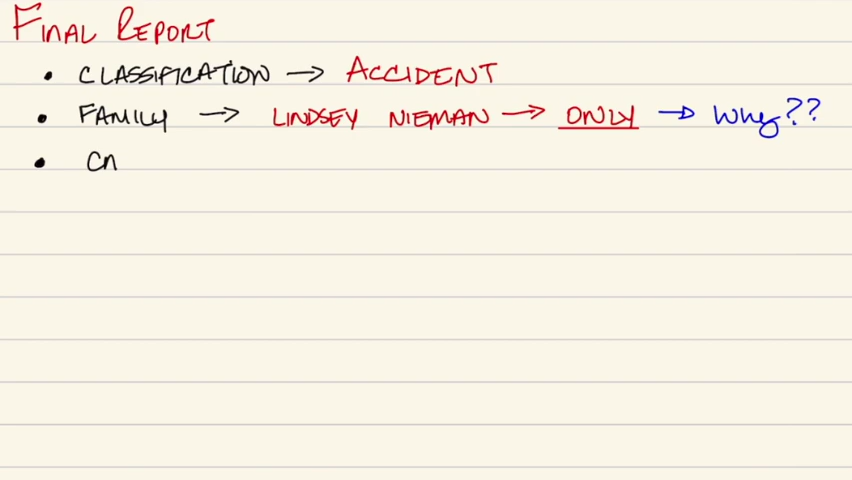 FINAL REPORT
• CLASSIFICATION → ACCIDENT
• FAMILY → LINDSEY NIEMAN → ONLY → Why??
• Cn